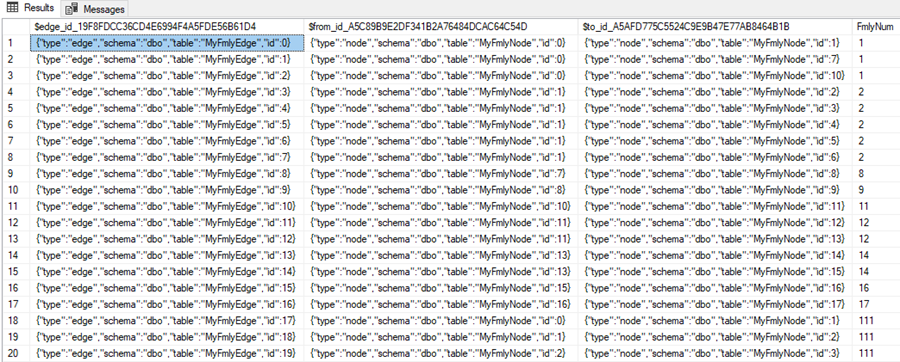 Results Messages
$edge_id_19F8FDCC36CD4E6994F4A5FDE56B61D4 $from_id_A5C89B9E2DF341B2A76484DCAC64C54D $to_id_A5AFD775C5524C9E9B47E77AB8464B1B FmlyNum
1 {"type":"edge","schema":"dbo","table":"MyFmlyEdge","id":0} {"type":"node","schema":"dbo","table":"MyFmlyNode","id":0} {"type":"node","schema":"dbo","table":"MyFmlyNode","id":1} 1
2 {"type":"edge","schema":"dbo","table":"MyFmlyEdge","id":1} {"type":"node","schema":"dbo","table":"MyFmlyNode","id":0} {"type":"node","schema":"dbo","table":"MyFmlyNode","id":7} 1
3 {"type":"edge","schema":"dbo","table":"MyFmlyEdge","id":2} {"type":"node","schema":"dbo","table":"MyFmlyNode","id":0} {"type":"node","schema":"dbo","table":"MyFmlyNode","id":10} 1
4 {"type":"edge","schema":"dbo","table":"MyFmlyEdge","id":3} {"type":"node","schema":"dbo","table":"MyFmlyNode","id":1} {"type":"node","schema":"dbo","table":"MyFmlyNode","id":2} 2
5 {"type":"edge","schema":"dbo","table":"MyFmlyEdge","id":4} {"type":"node","schema":"dbo","table":"MyFmlyNode","id":1} {"type":"node","schema":"dbo","table":"MyFmlyNode","id":3} 2
6 {"type":"edge","schema":"dbo","table":"MyFmlyEdge","id":5} {"type":"node","schema":"dbo","table":"MyFmlyNode","id":1} {"type":"node","schema":"dbo","table":"MyFmlyNode","id":4} 2
7 {"type":"edge","schema":"dbo","table":"MyFmlyEdge","id":6} {"type":"node","schema":"dbo","table":"MyFmlyNode","id":1} {"type":"node","schema":"dbo","table":"MyFmlyNode","id":5} 2
8 {"type":"edge","schema":"dbo","table":"MyFmlyEdge","id":7} {"type":"node","schema":"dbo","table":"MyFmlyNode","id":1} {"type":"node","schema":"dbo","table":"MyFmlyNode","id":6} 2
9 {"type":"edge","schema":"dbo","table":"MyFmlyEdge","id":8} {"type":"node","schema":"dbo","table":"MyFmlyNode","id":7} {"type":"node","schema":"dbo","table":"MyFmlyNode","id":8} 8
10 {"type":"edge","schema":"dbo","table":"MyFmlyEdge","id":9} {"type":"node","schema":"dbo","table":"MyFmlyNode","id":8} {"type":"node","schema":"dbo","table":"MyFmlyNode","id":9} 9
11 {"type":"edge","schema":"dbo","table":"MyFmlyEdge","id":10} {"type":"node","schema":"dbo","table":"MyFmlyNode","id":10} {"type":"node","schema":"dbo","table":"MyFmlyNode","id":11} 11
12 {"type":"edge","schema":"dbo","table":"MyFmlyEdge","id":11} {"type":"node","schema":"dbo","table":"MyFmlyNode","id":11} {"type":"node","schema":"dbo","table":"MyFmlyNode","id":12} 12
13 {"type":"edge","schema":"dbo","table":"MyFmlyEdge","id":12} {"type":"node","schema":"dbo","table":"MyFmlyNode","id":11} {"type":"node","schema":"dbo","table":"MyFmlyNode","id":13} 12
14 {"type":"edge","schema":"dbo","table":"MyFmlyEdge","id":13} {"type":"node","schema":"dbo","table":"MyFmlyNode","id":13} {"type":"node","schema":"dbo","table":"MyFmlyNode","id":14} 14
15 {"type":"edge","schema":"dbo","table":"MyFmlyEdge","id":14} {"type":"node","schema":"dbo","table":"MyFmlyNode","id":13} {"type":"node","schema":"dbo","table":"MyFmlyNode","id":15} 14
16 {"type":"edge","schema":"dbo","table":"MyFmlyEdge","id":15} {"type":"node","schema":"dbo","table":"MyFmlyNode","id":15} {"type":"node","schema":"dbo","table":"MyFmlyNode","id":16} 16
17 {"type":"edge","schema":"dbo","table":"MyFmlyEdge","id":16} {"type":"node","schema":"dbo","table":"MyFmlyNode","id":16} {"type":"node","schema":"dbo","table":"MyFmlyNode","id":17} 17
18 {"type":"edge","schema":"dbo","table":"MyFmlyEdge","id":17} {"type":"node","schema":"dbo","table":"MyFmlyNode","id":0} {"type":"node","schema":"dbo","table":"MyFmlyNode","id":1} 111
19 {"type":"edge","schema":"dbo","table":"MyFmlyEdge","id":18} {"type":"node","schema":"dbo","table":"MyFmlyNode","id":1} {"type":"node","schema":"dbo","table":"MyFmlyNode","id":2} 111
20 {"type":"edge","schema":"dbo","table":"MyFmlyEdge","id":19} {"type":"node","schema":"dbo","table":"MyFmlyNode","id":2} {"type":"node","schema":"dbo","table":"MyFmlyNode","id":3} 111